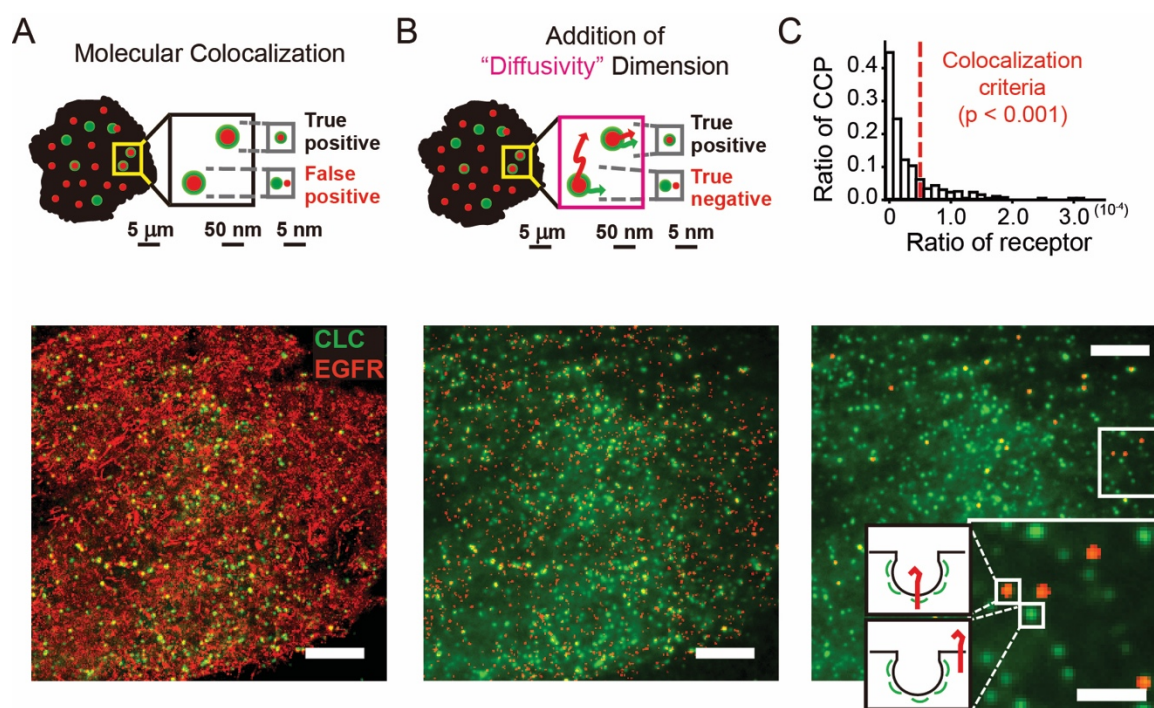 A
Molecular Colocalization
True
positive
False
positive
5 μm
50 nm
5 nm
B
Addition of
“Diffusivity” Dimension
True
positive
True
negative
5 μm
50 nm
5 nm
C
Ratio of CCP
0.4
0.3
0.2
0.1
0.0
Colocalization
criteria
(p < 0.001)
0
1.0
2.0
3.0
(10⁻⁴)
Ratio of receptor
CLC
EGFR